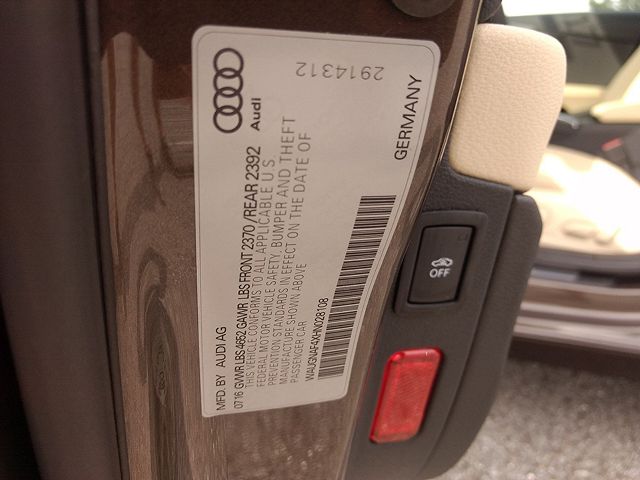 Audi
2914312
GERMANY
MFD. BY AUDI AG
07/16 GVWR LBS 4652 GAWR LBS FRONT 2370 / REAR 2392
THIS VEHICLE CONFORMS TO ALL APPLICABLE U.S.
FEDERAL MOTOR VEHICLE SAFETY, BUMPER AND THEFT
PREVENTION STANDARDS IN EFFECT ON THE DATE OF
MANUFACTURE SHOWN ABOVE
PASSENGER CAR
WAUGNAF4XHN028108
OFF